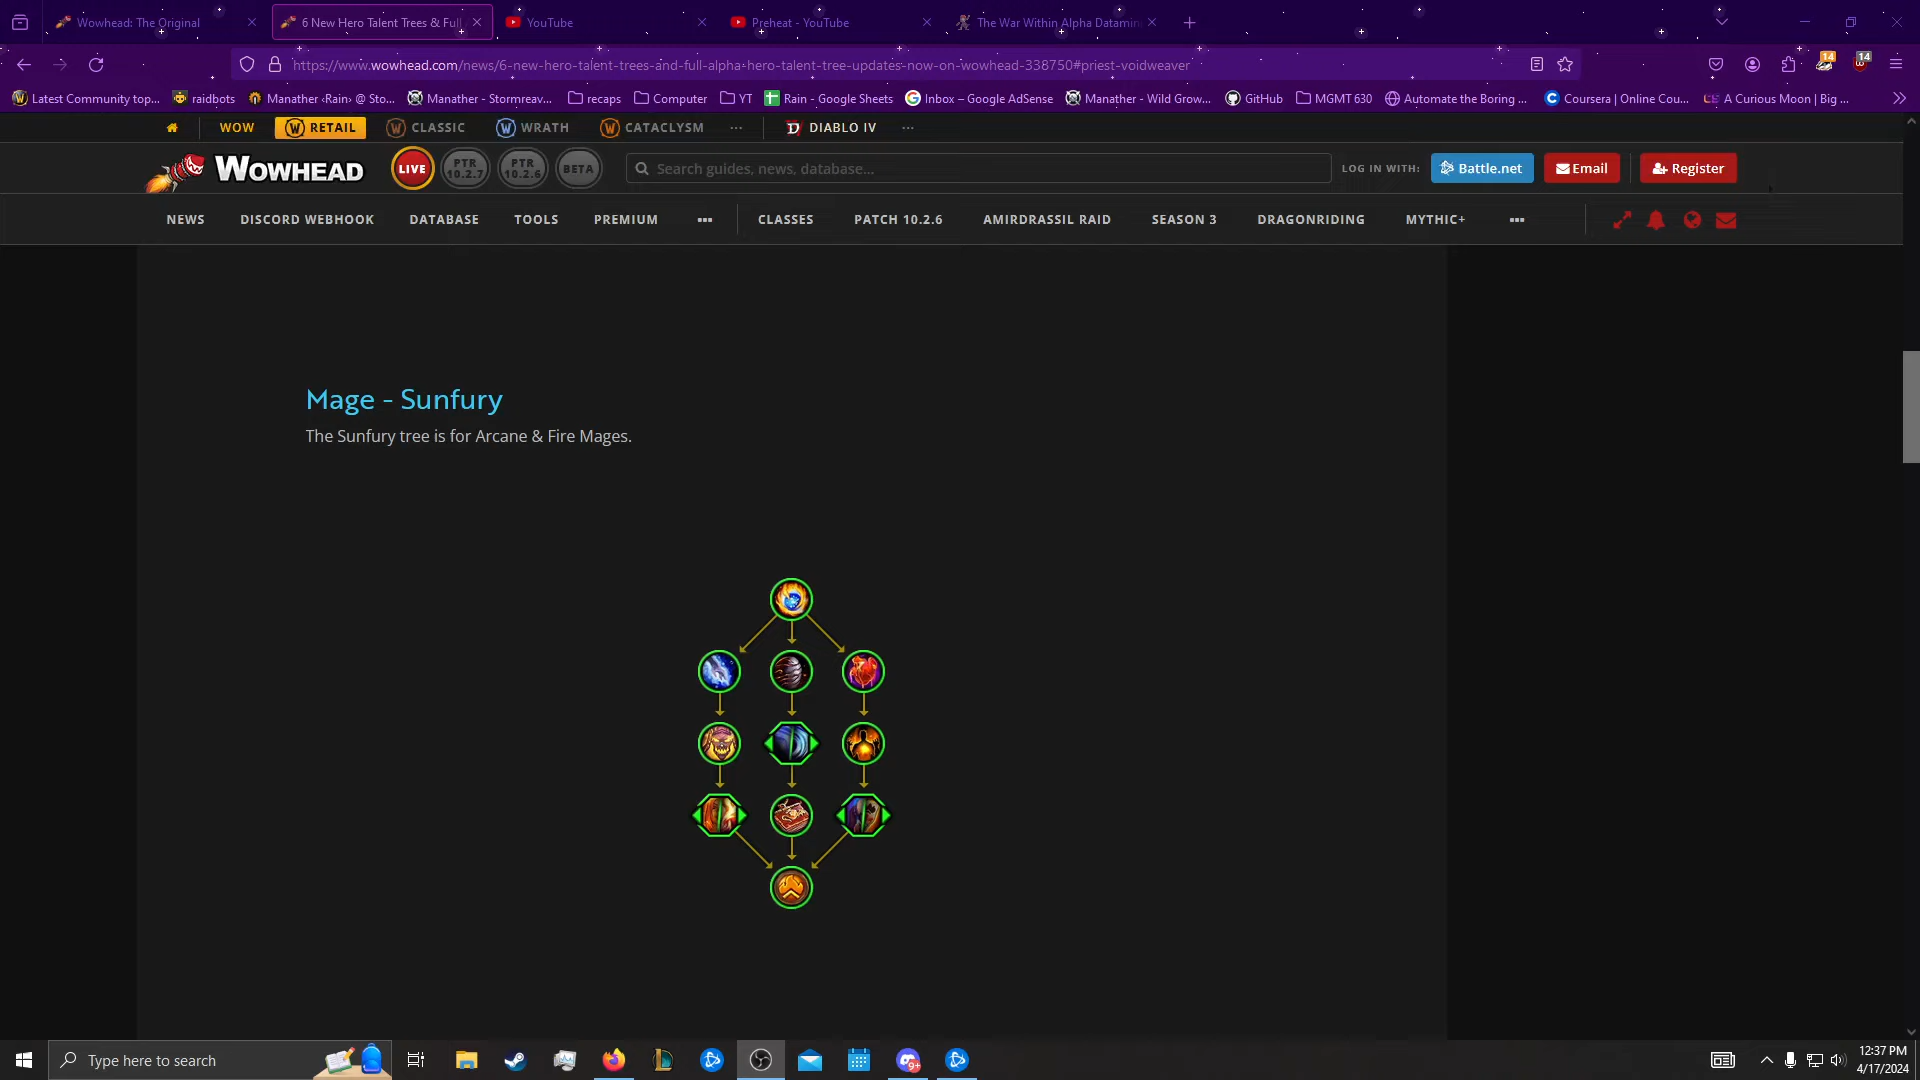 Wowhead: The Original
6 New Hero Talent Trees & Full
YouTube
Preheat - YouTube
The War Within Alpha Datamin
https://www.wowhead.com/news/6-new-hero-talent-trees-and-full-alpha-hero-talent-tree-updates-now-on-wowhead-338750#priest-voidweaver
14
14
Latest Community top...
raidbots
Manather ‹Rain› @ Sto...
Manather - Stormreav...
recaps
Computer
YT
Rain - Google Sheets
Inbox – Google AdSense
Manather - Wild Grow...
GitHub
MGMT 630
Automate the Boring ...
Coursera | Online Cou...
A Curious Moon | Big ...
WOW
RETAIL
CLASSIC
WRATH
CATACLYSM
DIABLO IV
WOWHEAD
LIVE
PTR
10.2.7
PTR
10.2.6
BETA
Search guides, news, database...
LOG IN WITH:
Battle.net
Email
Register
NEWS
DISCORD WEBHOOK
DATABASE
TOOLS
PREMIUM
CLASSES
PATCH 10.2.6
AMIRDRASSIL RAID
SEASON 3
DRAGONRIDING
MYTHIC+
Mage - Sunfury
The Sunfury tree is for Arcane & Fire Mages.
Type here to search
9+
12:37 PM
4/17/2024